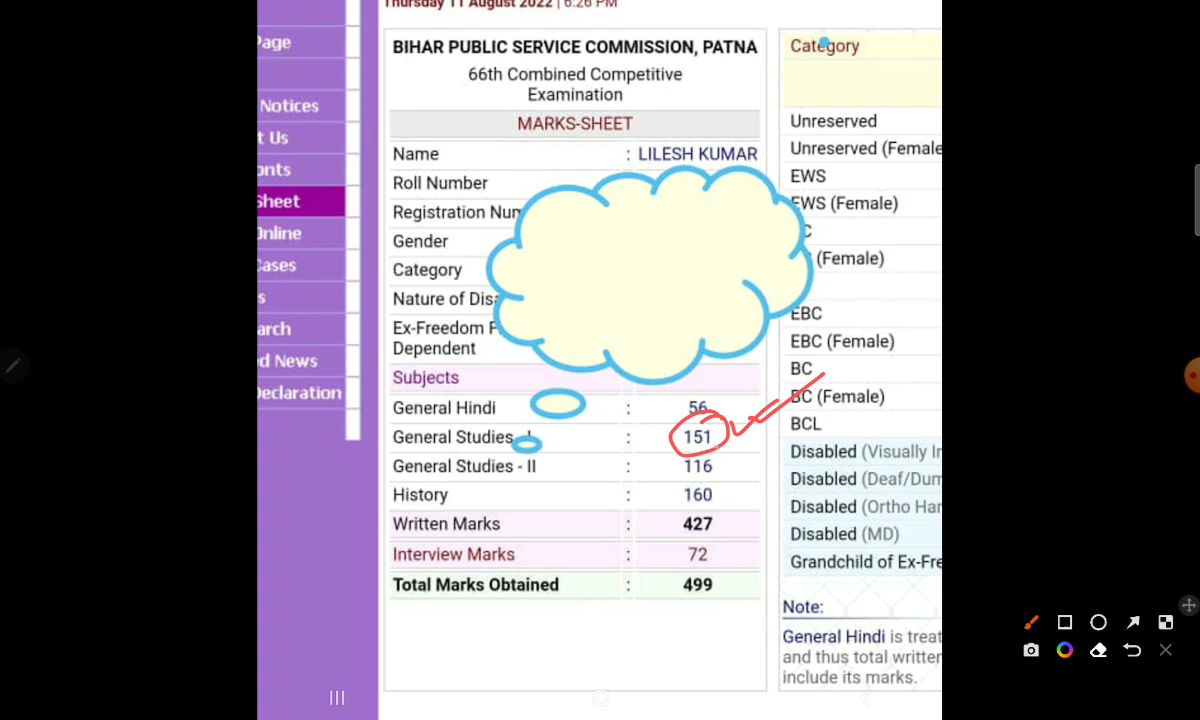 Thursday 11 August 2022 | 6:26 PM
Page
Notices
t Us
Sheet
Online
Cases
s
arch
d News
Declaration
BIHAR PUBLIC SERVICE COMMISSION, PATNA
66th Combined Competitive
Examination
MARKS-SHEET
Name : LILESH KUMAR
Roll Number
Registration Num
Gender
Category
Nature of Disa
Ex-Freedom F
Dependent
Subjects
General Hindi : 56
General Studies - I : 151
General Studies - II : 116
History : 160
Written Marks : 427
Interview Marks : 72
Total Marks Obtained : 499
Category
Unreserved
Unreserved (Female
EWS
EWS (Female)
C
(Female)
EBC
EBC (Female)
BC
BC (Female)
BCL
Disabled (Visually Im
Disabled (Deaf/Dum
Disabled (Ortho Han
Disabled (MD)
Grandchild of Ex-Fre
Note:
General Hindi is treat
and thus total written
include its marks.